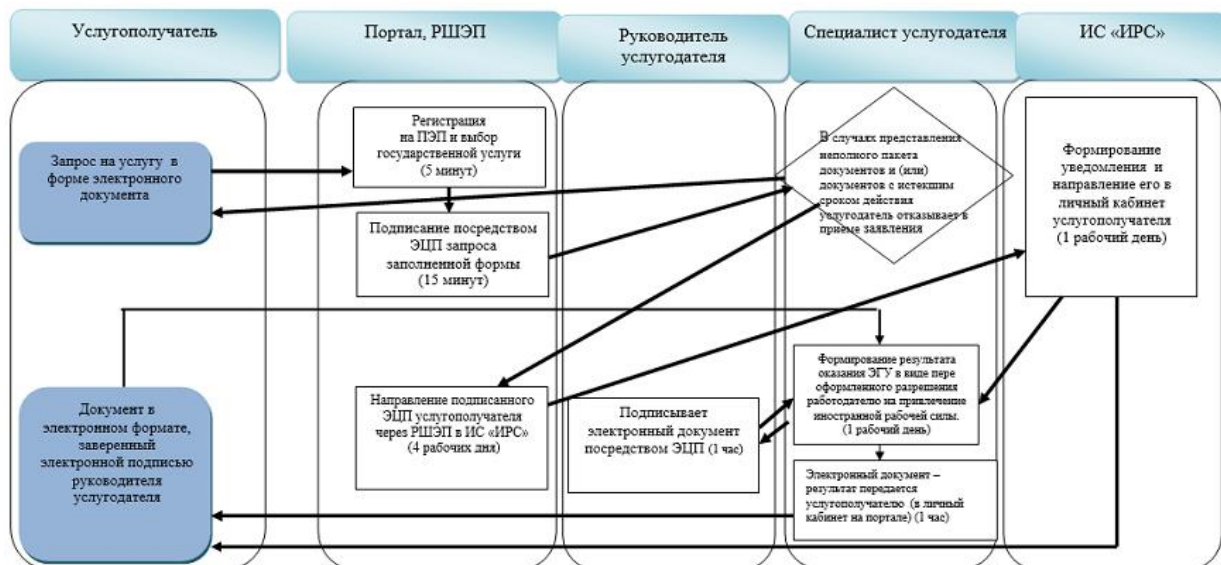 Услугополучатель
Портал, РШЭП
Руководитель
услугодателя
Специалист услугодателя
ИС «ИРС»
Запрос на услугу в
форме электронного
документа
Регистрация
на ПЭП и выбор
государственной услуги
(5 минут)
Подписание посредством
ЭЦП запроса
заполненной формы
(15 минут)
В случаях представления
неполного пакета
документов и (или)
документов с истекшим
сроком действия
услугодатель отказывает в
приеме заявления
Формирование
уведомления и
направление его в
личный кабинет
услугополучателя
(1 рабочий день)
Документ в
электронном формате,
заверенный
электронной подписью
руководителя
услугодателя
Направление подписанного
ЭЦП услугополучателя
через РШЭП в ИС «ИРС»
(4 рабочих дня)
Подписывает
электронный документ
посредством ЭЦП (1 час)
Формирование результата
оказания ЭГУ в виде пере
оформленного разрешения
работодателю на привлечение
иностранной рабочей силы.
(1 рабочий день)
Электронный документ –
результат передается
услугополучателю (в личный
кабинет на портале) (1 час)